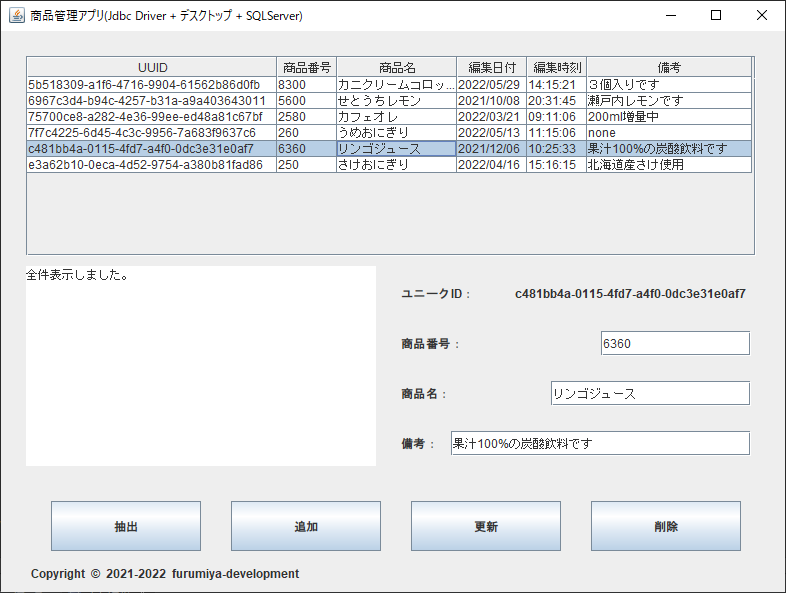 商品管理アプリ(Jdbc Driver + デスクトップ + SQLServer)
UUID 商品番号 商品名 編集日付 編集時刻 備考
5b518309-a1f6-4716-9904-61562b86d0fb 8300 カニクリームコロッ... 2022/05/29 14:15:21 3個入りです
6967c3d4-b94c-4257-b31a-a9a403643011 5600 せとうちレモン 2021/10/08 20:31:45 瀬戸内レモンです
75700ce8-a282-4e36-99ee-ed48a81c67bf 2580 カフェオレ 2022/03/21 09:11:06 200ml増量中
7f7c4225-6d45-4c3c-9956-7a683f9637c6 260 うめおにぎり 2022/05/13 11:15:06 none
c481bb4a-0115-4fd7-a4f0-0dc3e31e0af7 6360 リンゴジュース 2021/12/06 10:25:33 果汁100%の炭酸飲料です
e3a62b10-0eca-4d52-9754-a380b81fad86 250 さけおにぎり 2022/04/16 15:16:15 北海道産さけ使用
全件表示しました。
ユニークID : c481bb4a-0115-4fd7-a4f0-0dc3e31e0af7
商品番号 : 6360
商品名 : リンゴジュース
備考 : 果汁100%の炭酸飲料です
抽出 追加 更新 削除
Copyright © 2021-2022 furumiya-development